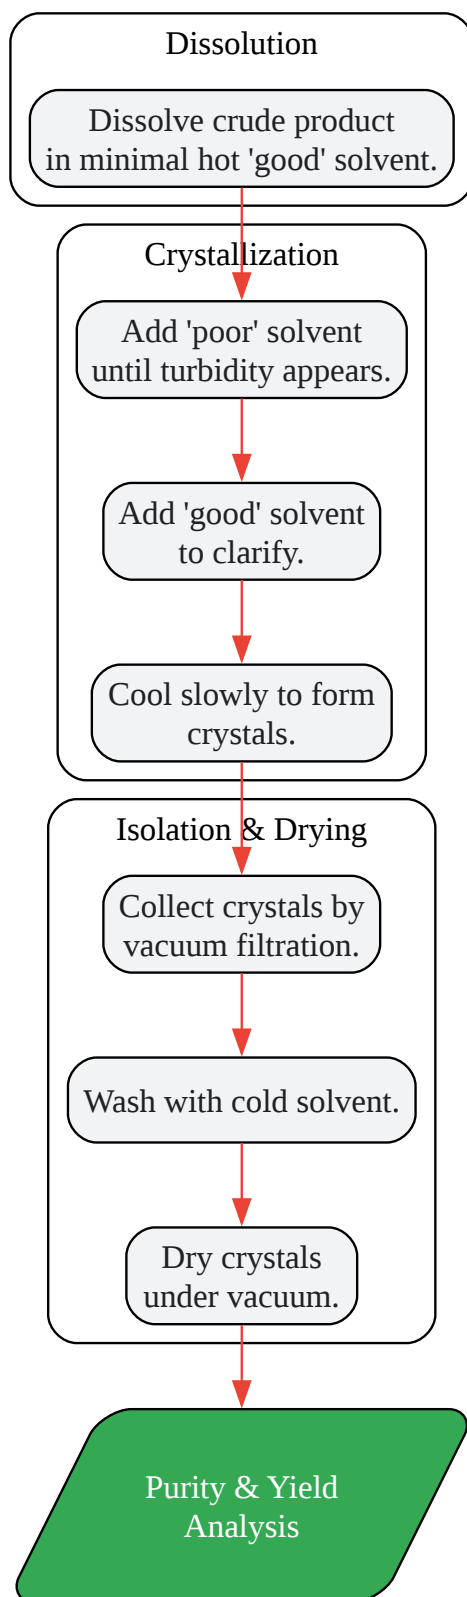 Dissolution
Dissolve crude product
in minimal hot 'good' solvent.
Crystallization
Add 'poor' solvent
until turbidity appears.
Add 'good' solvent
to clarify.
Cool slowly to form
crystals.
Isolation & Drying
Collect crystals by
vacuum filtration.
Wash with cold solvent.
Dry crystals
under vacuum.
Purity & Yield
Analysis